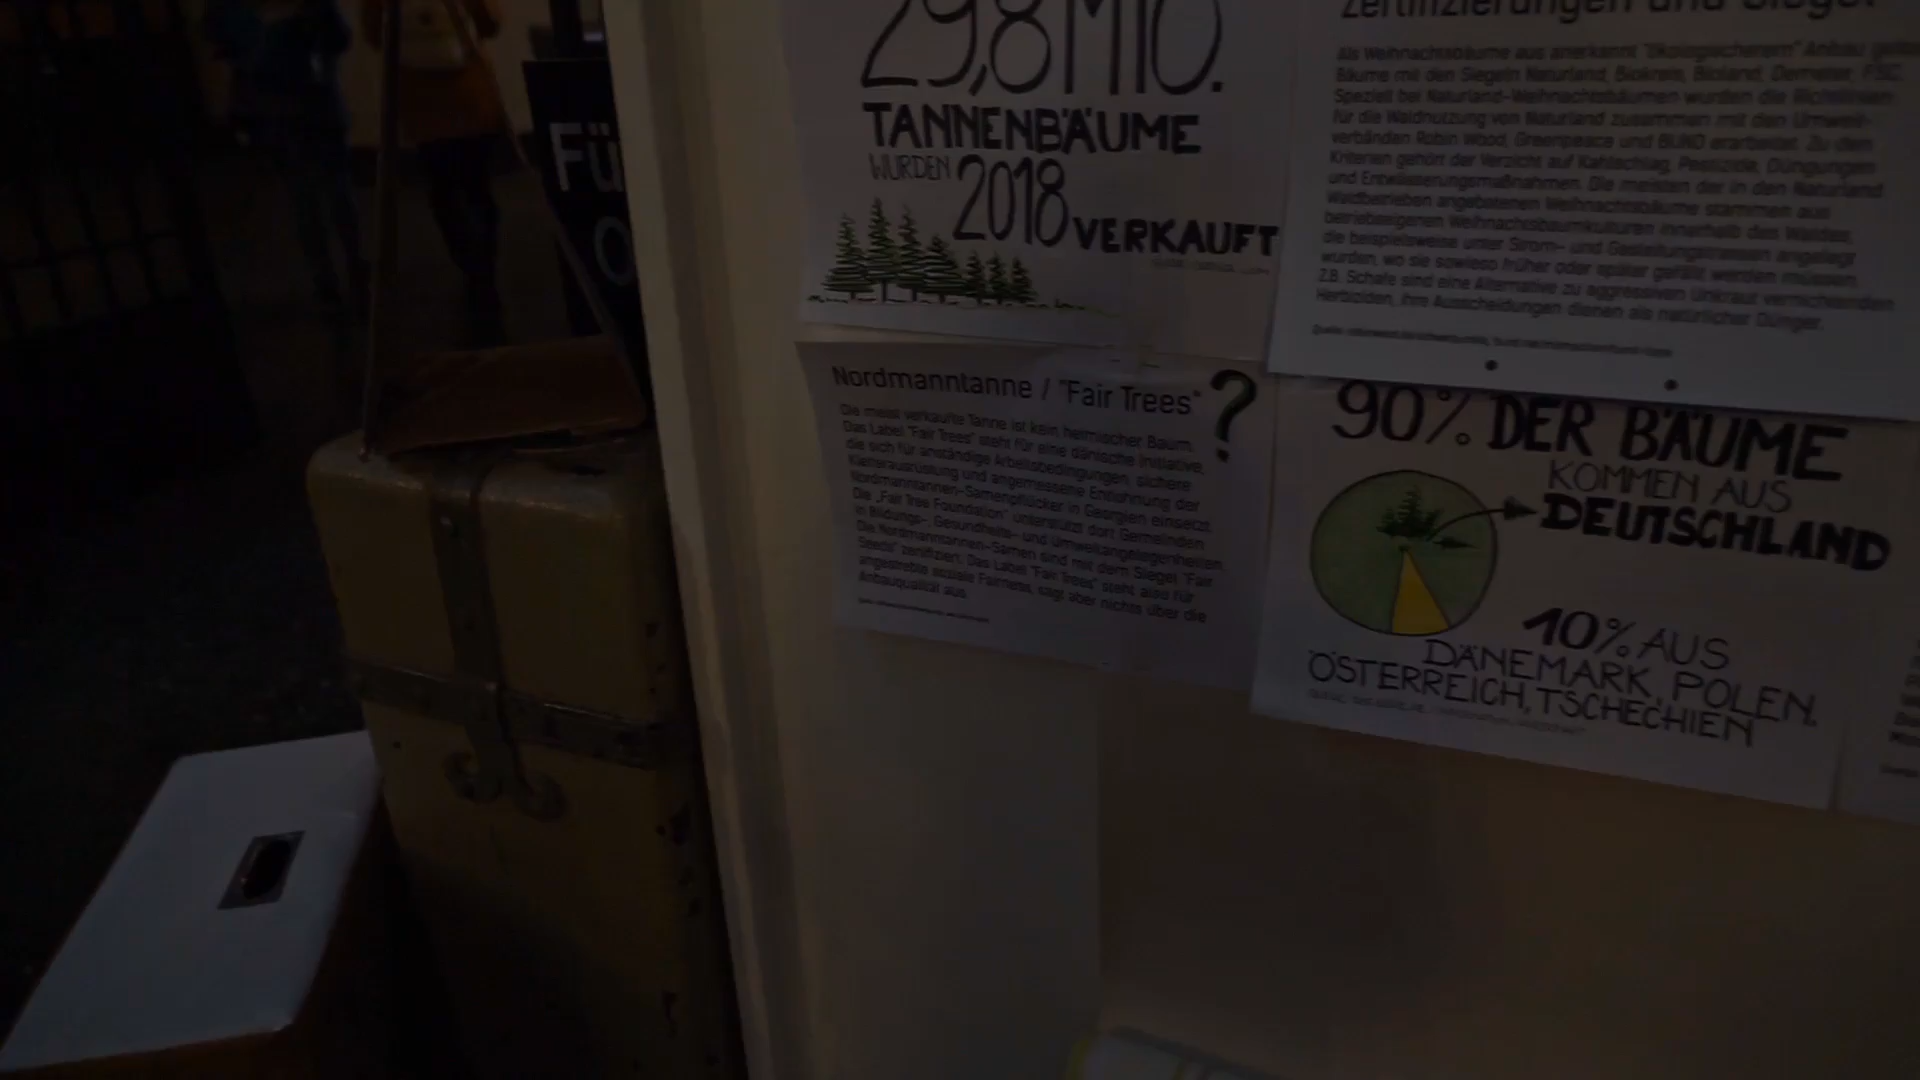 Fü
O
29,8 MIO.
TANNENBÄUME
WURDEN
2018 VERKAUFT
Zertifizierungen und Siegel
Als Weihnachtsbäume aus anerkannt "ökologischerem" Anbau
Bäume mit den Siegeln Naturland, Biokreis, Bioland, Demeter, FSC.
Speziell bei Naturland-Weihnachtsbäumen wurden die Richtlinien
für die Waldnutzung von Naturland zusammen mit den Umwelt-
verbänden Robin Wood, Greenpeace und BUND erarbeitet. Zu den
Kriterien gehört der Verzicht auf Kahlschlag, Pestizide, Düngungen
und Entwässerungsmaßnahmen. Die meisten der in den Naturland
Waldbetrieben angebotenen Weihnachtsbäume stammen aus
betriebseigenen Weihnachtsbaumkulturen innerhalb des Waldes,
die beispielsweise unter Strom- und Gasleitungstrassen angelegt
wurden, wo sie sowieso früher oder später gefällt werden müssen.
Z.B. Schafe sind eine Alternative zu aggressiven Unkraut vernichtenden
Herbiziden, ihre Ausscheidungen dienen als natürlicher Dünger.
Nordmanntanne / "Fair Trees" ?
Die meist verkaufte Tanne ist kein heimischer Baum.
Das Label "Fair Trees" steht für eine dänische Initiative,
die sich für anständige Arbeitsbedingungen, sichere
Kletterausrüstung und angemessene Entlohnung der
Nordmanntannen-Samenpflücker in Georgien einsetzt.
Die „Fair Tree Foundation" unterstützt dort Gemeinden
in Bildungs-, Gesundheits- und Umweltangelegenheiten.
Die Nordmanntannen-Samen sind mit dem Siegel "Fair
Seeds" zertifiziert. Das Label "Fair Trees" steht also für
angestrebte soziale Fairness, sagt aber nichts über die
Anbauqualität aus.
90% DER BÄUME
KOMMEN AUS
DEUTSCHLAND
10% AUS
DÄNEMARK, POLEN,
ÖSTERREICH, TSCHECHIEN